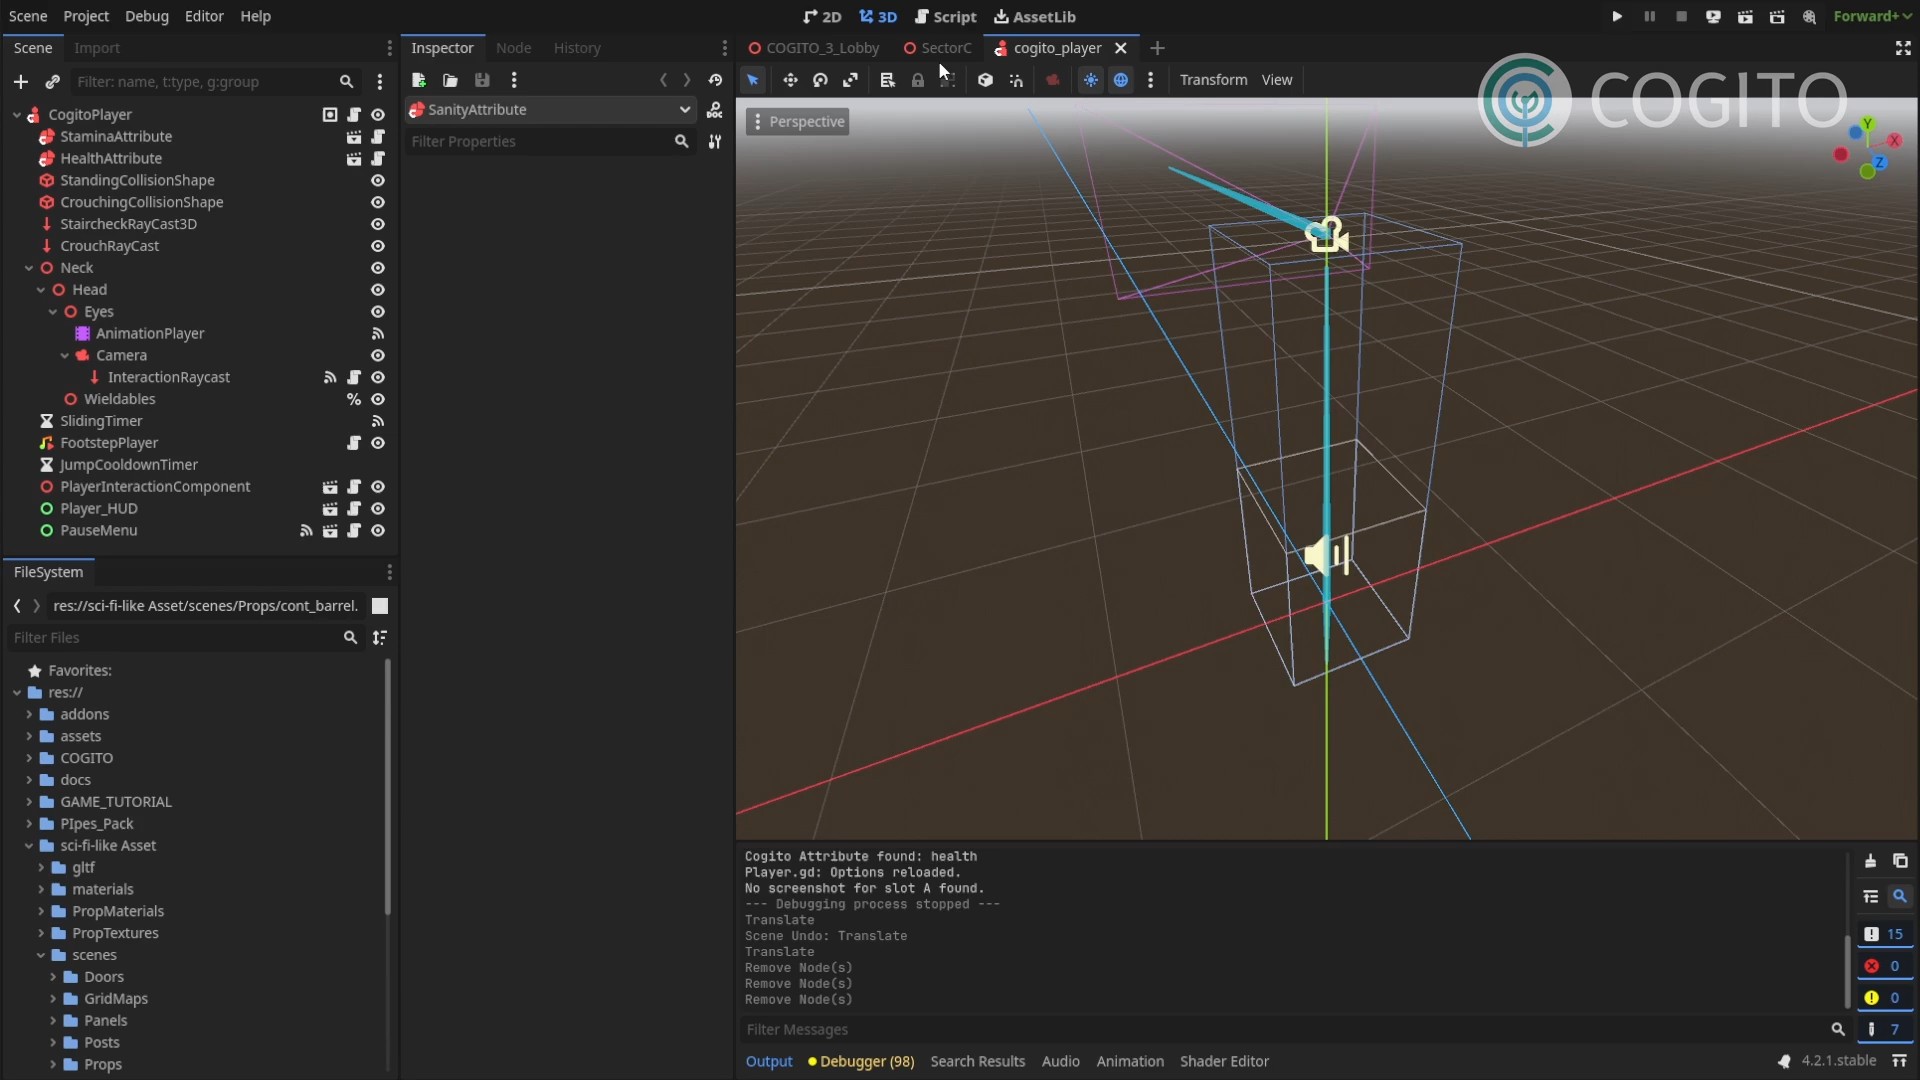 Scene Project Debug Editor Help
2D 3D Script AssetLib
Forward+
Scene Import
Inspector Node History
COGITO_3_Lobby SectorC cogito_player
Filter: name, t:type, g:group
Transform View
COGITO
CogitoPlayer
StaminaAttribute
HealthAttribute
StandingCollisionShape
CrouchingCollisionShape
StaircheckRayCast3D
CrouchRayCast
Neck
Head
Eyes
AnimationPlayer
Camera
InteractionRaycast
Wieldables
SlidingTimer
FootstepPlayer
JumpCooldownTimer
PlayerInteractionComponent
Player_HUD
PauseMenu
SanityAttribute
Filter Properties
Perspective
Y
X
Z
FileSystem
res://sci-fi-like Asset/scenes/Props/cont_barrel.
Filter Files
Favorites:
res://
addons
assets
COGITO
docs
GAME_TUTORIAL
PIpes_Pack
sci-fi-like Asset
gltf
materials
PropMaterials
PropTextures
scenes
Doors
GridMaps
Panels
Posts
Props
Cogito Attribute found: health
Player.gd: Options reloaded.
No screenshot for slot A found.
--- Debugging process stopped ---
Translate
Scene Undo: Translate
Translate
Remove Node(s)
Remove Node(s)
Remove Node(s)
15
0
0
7
Filter Messages
Output Debugger (98) Search Results Audio Animation Shader Editor
4.2.1.stable